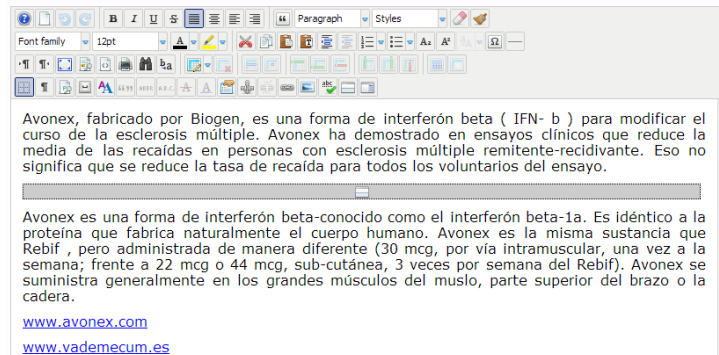 Paragraph Styles
Font family 12pt
Avonex, fabricado por Biogen, es una forma de interferón beta ( IFN- b ) para modificar el
curso de la esclerosis múltiple. Avonex ha demostrado en ensayos clínicos que reduce la
media de las recaídas en personas con esclerosis múltiple remitente-recidivante. Eso no
significa que se reduce la tasa de recaída para todos los voluntarios del ensayo.
Avonex es una forma de interferón beta-conocido como el interferón beta-1a. Es idéntico a la
proteína que fabrica naturalmente el cuerpo humano. Avonex es la misma sustancia que
Rebif , pero administrada de manera diferente (30 mcg, por vía intramuscular, una vez a la
semana; frente a 22 mcg o 44 mcg, sub-cutánea, 3 veces por semana del Rebif). Avonex se
suministra generalmente en los grandes músculos del muslo, parte superior del brazo o la
cadera.
www.avonex.com
www.vademecum.es